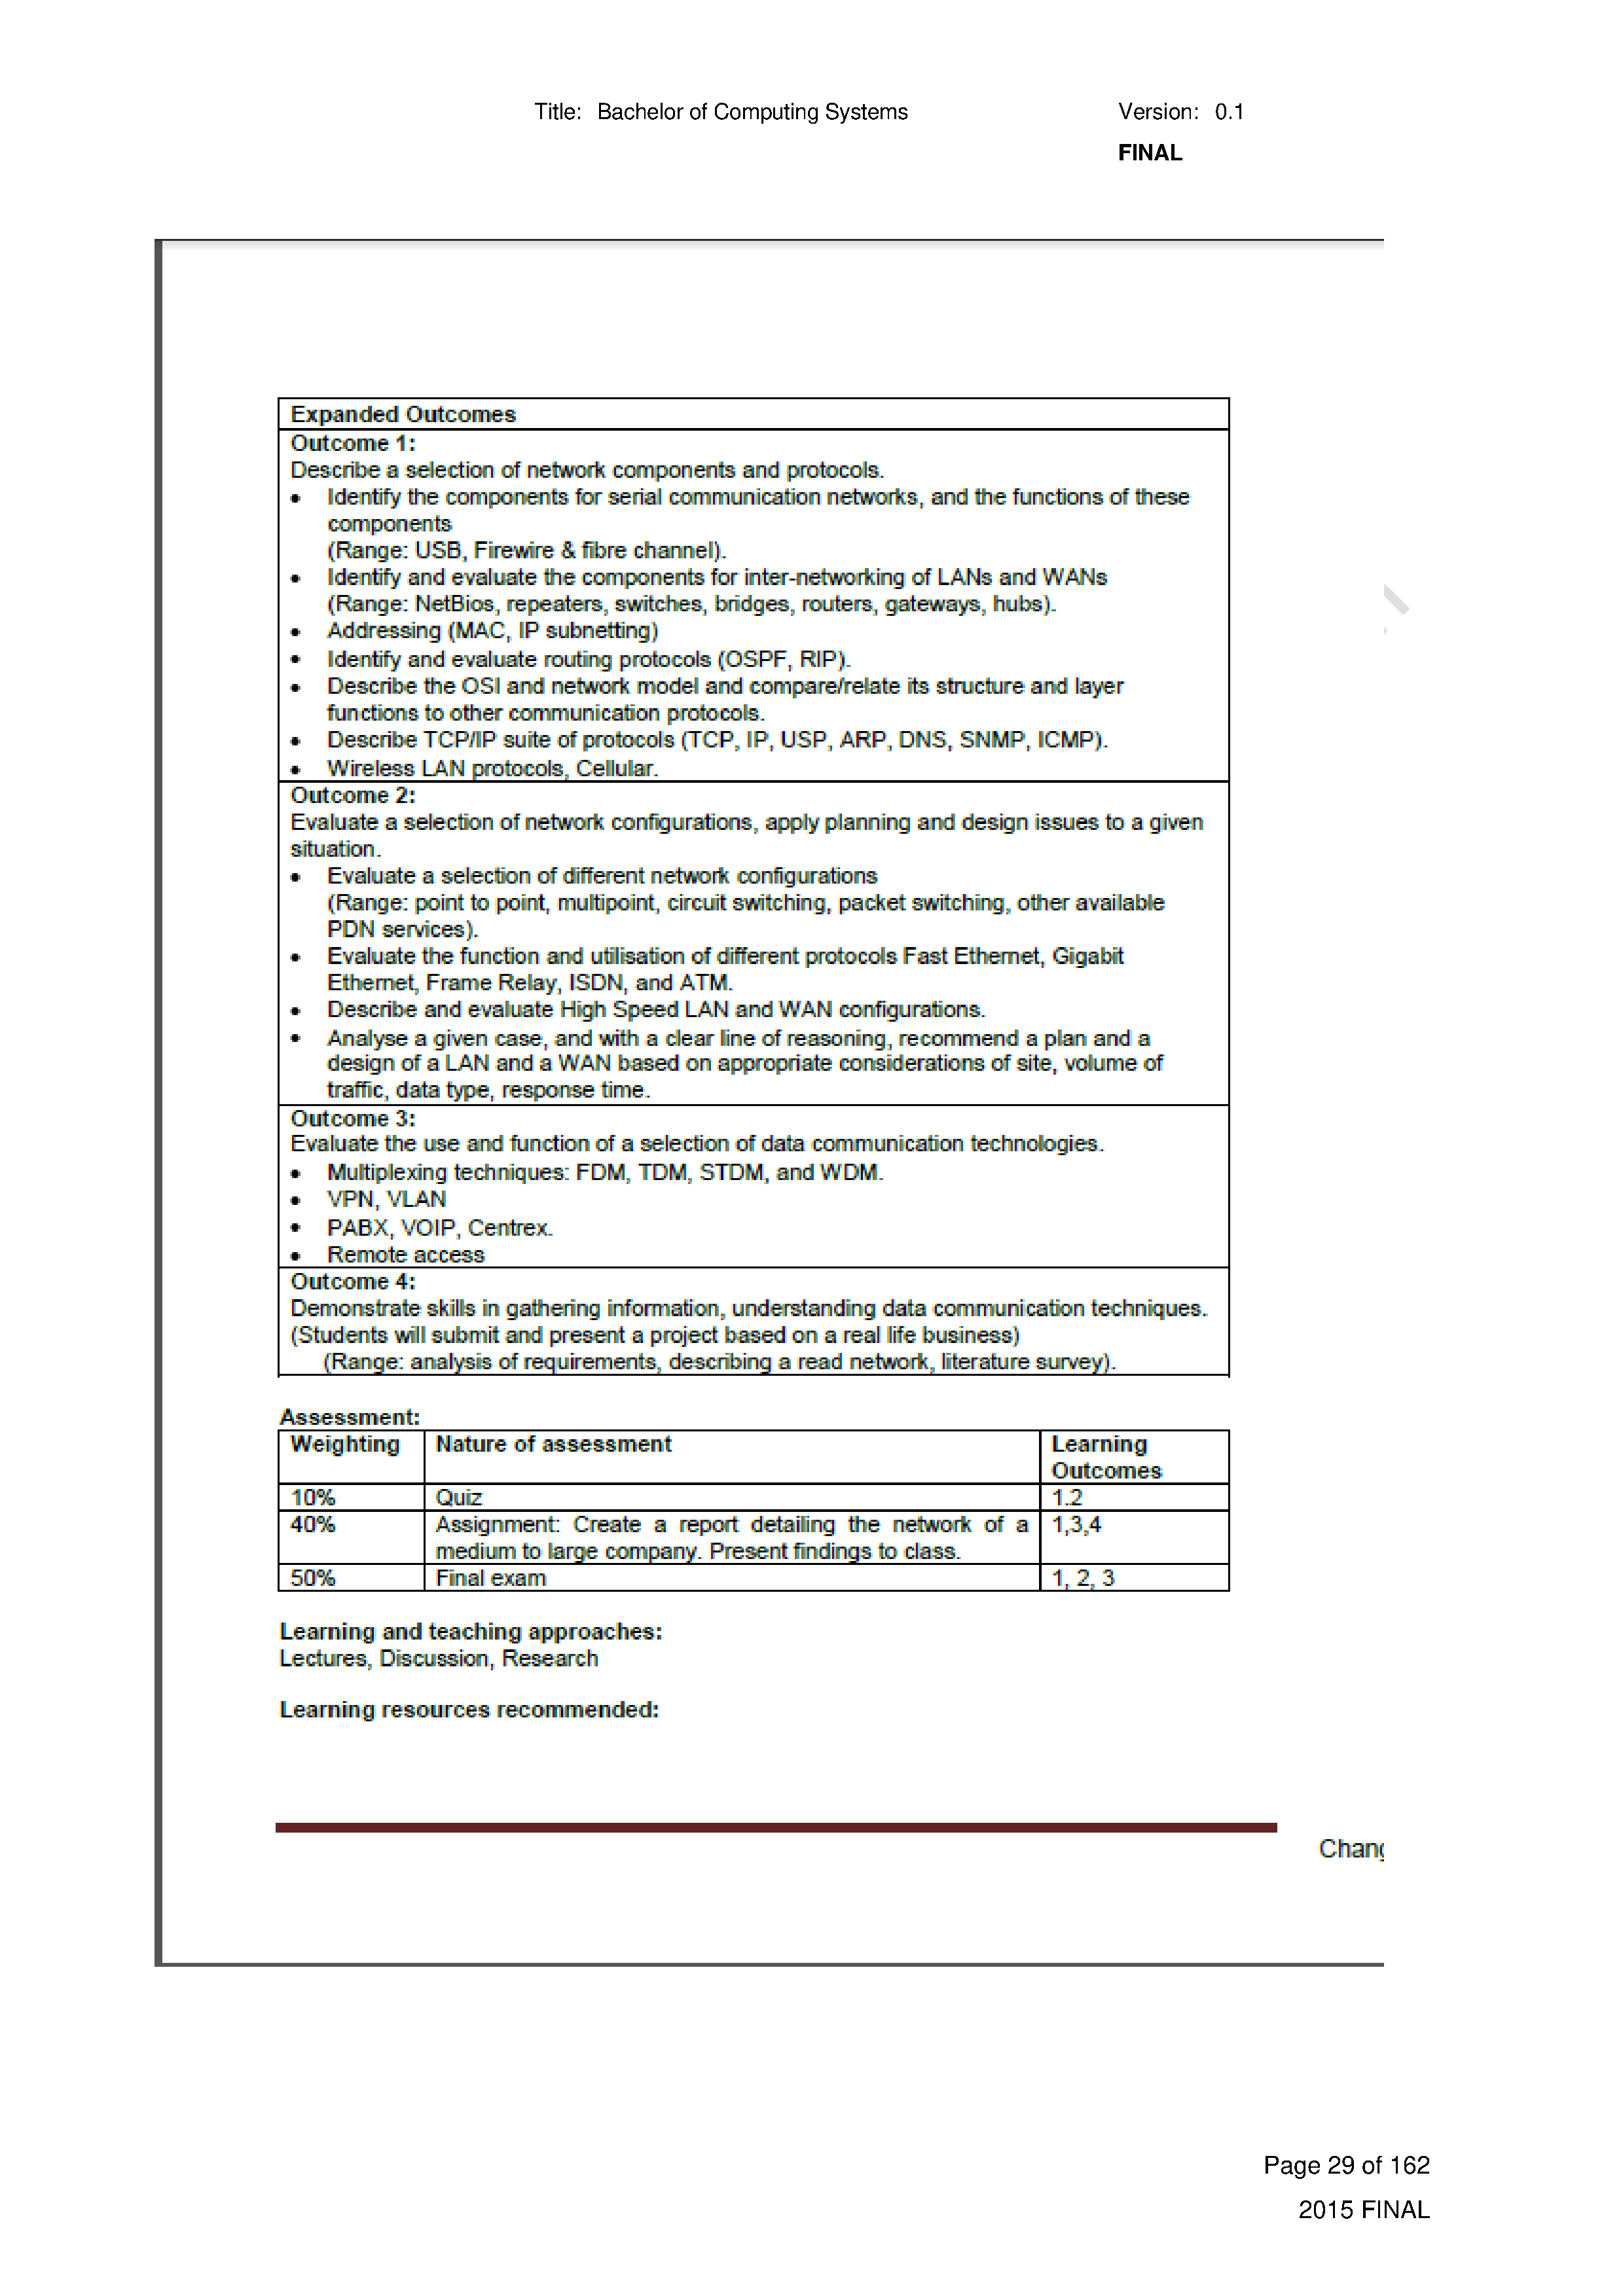 Title: Bachelor of Computing Systems Version: 0.1
FINAL
Expanded Outcomes
Outcome 1:
Describe a selection of network components and protocols.
• Identify the components for serial communication networks, and the functions of these
components
(Range: USB, Firewire & fibre channel).
• Identify and evaluate the components for inter-networking of LANs and WANs
(Range: NetBios, repeaters, switches, bridges, routers, gateways, hubs).
• Addressing (MAC, IP subnetting)
• Identify and evaluate routing protocols (OSPF, RIP).
• Describe the OSI and network model and compare/relate its structure and layer
functions to other communication protocols.
• Describe TCP/IP suite of protocols (TCP, IP, USP, ARP, DNS, SNMP, ICMP).
• Wireless LAN protocols, Cellular.
Outcome 2:
Evaluate a selection of network configurations, apply planning and design issues to a given
situation.
• Evaluate a selection of different network configurations
(Range: point to point, multipoint, circuit switching, packet switching, other available
PDN services).
• Evaluate the function and utilisation of different protocols Fast Ethernet, Gigabit
Ethernet, Frame Relay, ISDN, and ATM.
• Describe and evaluate High Speed LAN and WAN configurations.
• Analyse a given case, and with a clear line of reasoning, recommend a plan and a
design of a LAN and a WAN based on appropriate considerations of site, volume of
traffic, data type, response time.
Outcome 3:
Evaluate the use and function of a selection of data communication technologies.
• Multiplexing techniques: FDM, TDM, STDM, and WDM.
• VPN, VLAN
• PABX, VOIP, Centrex.
• Remote access
Outcome 4:
Demonstrate skills in gathering information, understanding data communication techniques.
(Students will submit and present a project based on a real life business)
(Range: analysis of requirements, describing a read network, literature survey).
Assessment:
Weighting Nature of assessment Learning
Outcomes
10% Quiz 1.2
40% Assignment: Create a report detailing the network of a 1,3,4
medium to large company. Present findings to class.
50% Final exam 1, 2, 3
Learning and teaching approaches:
Lectures, Discussion, Research
Learning resources recommended:
Page 29 of 162
2015 FINAL